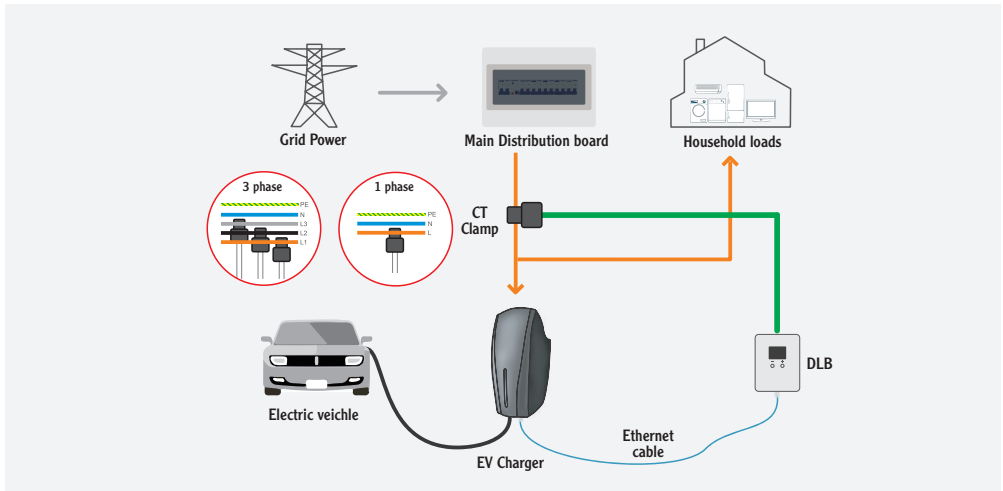 Grid Power
Main Distribution board
Household loads
3 phase
PE
N
L3
L2
L1
1 phase
PE
N
L
CT
Clamp
DLB
Electric veichle
EV Charger
Ethernet
cable